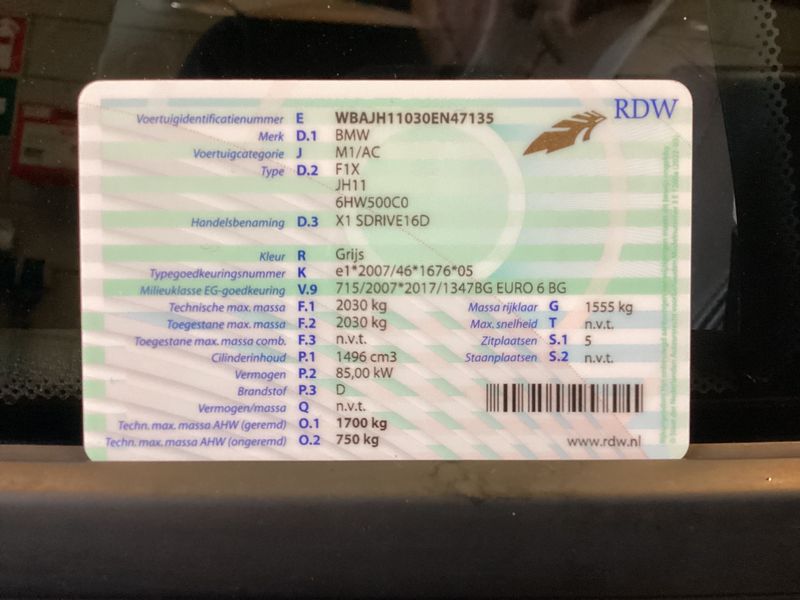 RDW
Voertuigidentificatienummer E WBAJH11030EN47135
Merk D.1 BMW
Voertuigcategorie J M1/AC
Type D.2 F1X
JH11
6HW500C0
Handelsbenaming D.3 X1 SDRIVE16D
Kleur R Grijs
Typegoedkeuringsnummer K e1*2007/46*1676*05
Milieuklasse EG-goedkeuring V.9 715/2007*2017/1347BG EURO 6 BG
Technische max. massa F.1 2030 kg Massa rijklaar G 1555 kg
Toegestane max. massa F.2 2030 kg Max. snelheid T n.v.t.
Toegestane max. massa comb. F.3 n.v.t. Zitplaatsen S.1 5
Cilinderinhoud P.1 1496 cm3 Staanplaatsen S.2 n.v.t.
Vermogen P.2 85,00 kW
Brandstof P.3 D
Vermogen/massa Q n.v.t.
Techn. max. massa AHW (geremd) O.1 1700 kg
Techn. max. massa AHW (ongeremd) O.2 750 kg
www.rdw.nl